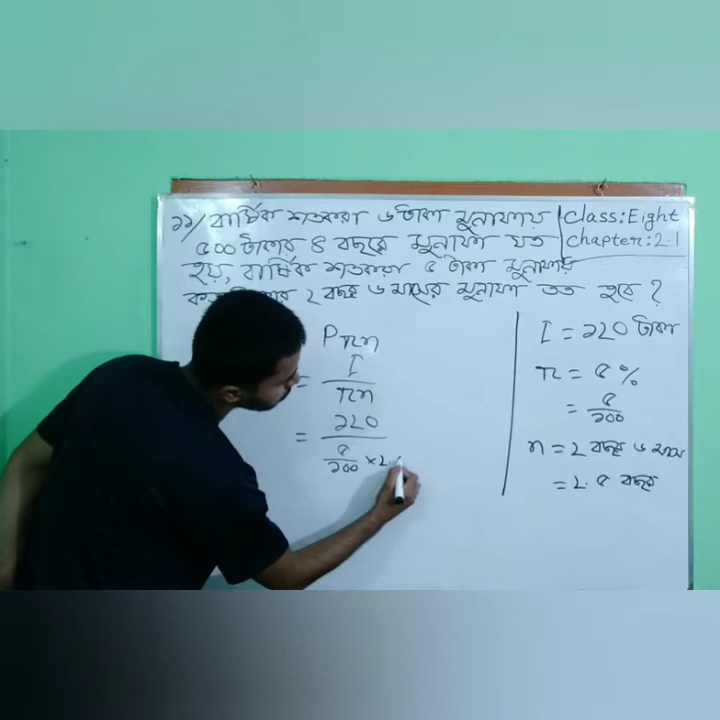 ১১/ বার্ষিক শতকরা ৬ টাকা মুনাফায়
৫০০ টাকার ৪ বছরে মুনাফা যত
হয়, বার্ষিক শতকরা ৫ টাকা মুনাফায়
২ বছর ৬ মাসের মুনাফা তত হবে ?
Class: Eight
Chapter: 2.1
Prn
= I
rn
= ১২০
৫
১০০ × ২.
I = ১২০ টাকা
r = ৫ %
= ৫
১০০
n = ২ বছর ৬ মাস
= ২.৫ বছর